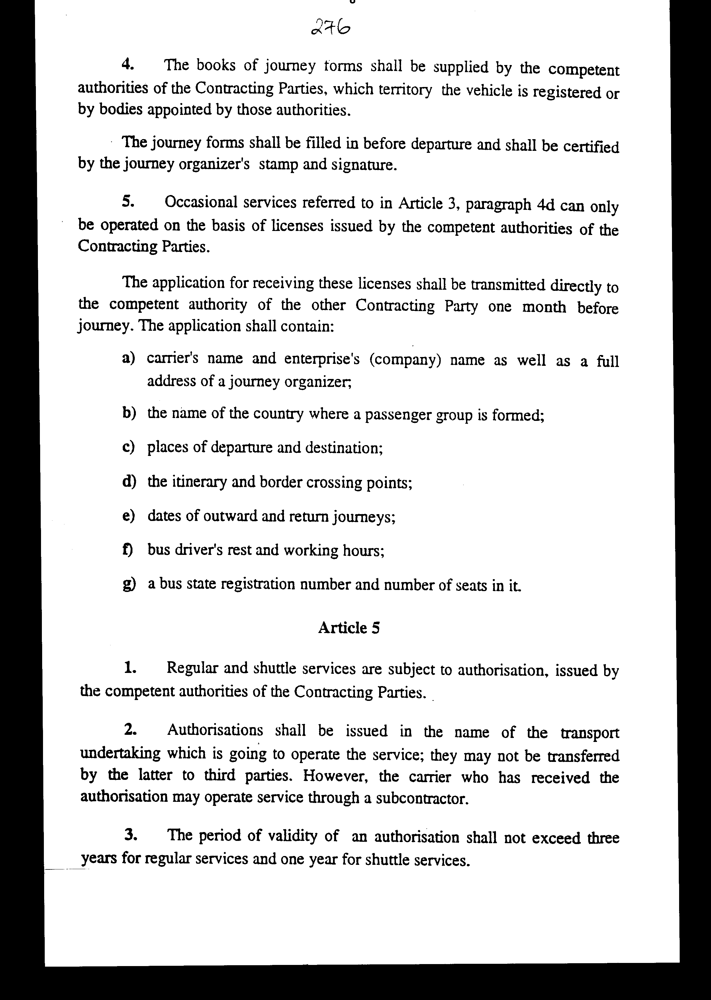 276
4. The books of journey forms shall be supplied by the competent
authorities of the Contracting Parties, which territory the vehicle is registered or
by bodies appointed by those authorities.
The journey forms shall be filled in before departure and shall be certified
by the journey organizer's stamp and signature.
5. Occasional services referred to in Article 3, paragraph 4d can only
be operated on the basis of licenses issued by the competent authorities of the
Contracting Parties.
The application for receiving these licenses shall be transmitted directly to
the competent authority of the other Contracting Party one month before
journey. The application shall contain:
a) carrier's name and enterprise's (company) name as well as a full
address of a journey organizer;
b) the name of the country where a passenger group is formed;
c) places of departure and destination;
d) the itinerary and border crossing points;
e) dates of outward and return journeys;
f) bus driver's rest and working hours;
g) a bus state registration number and number of seats in it.
Article 5
1. Regular and shuttle services are subject to authorisation, issued by
the competent authorities of the Contracting Parties.
2. Authorisations shall be issued in the name of the transport
undertaking which is going to operate the service; they may not be transferred
by the latter to third parties. However, the carrier who has received the
authorisation may operate service through a subcontractor.
3. The period of validity of an authorisation shall not exceed three
years for regular services and one year for shuttle services.